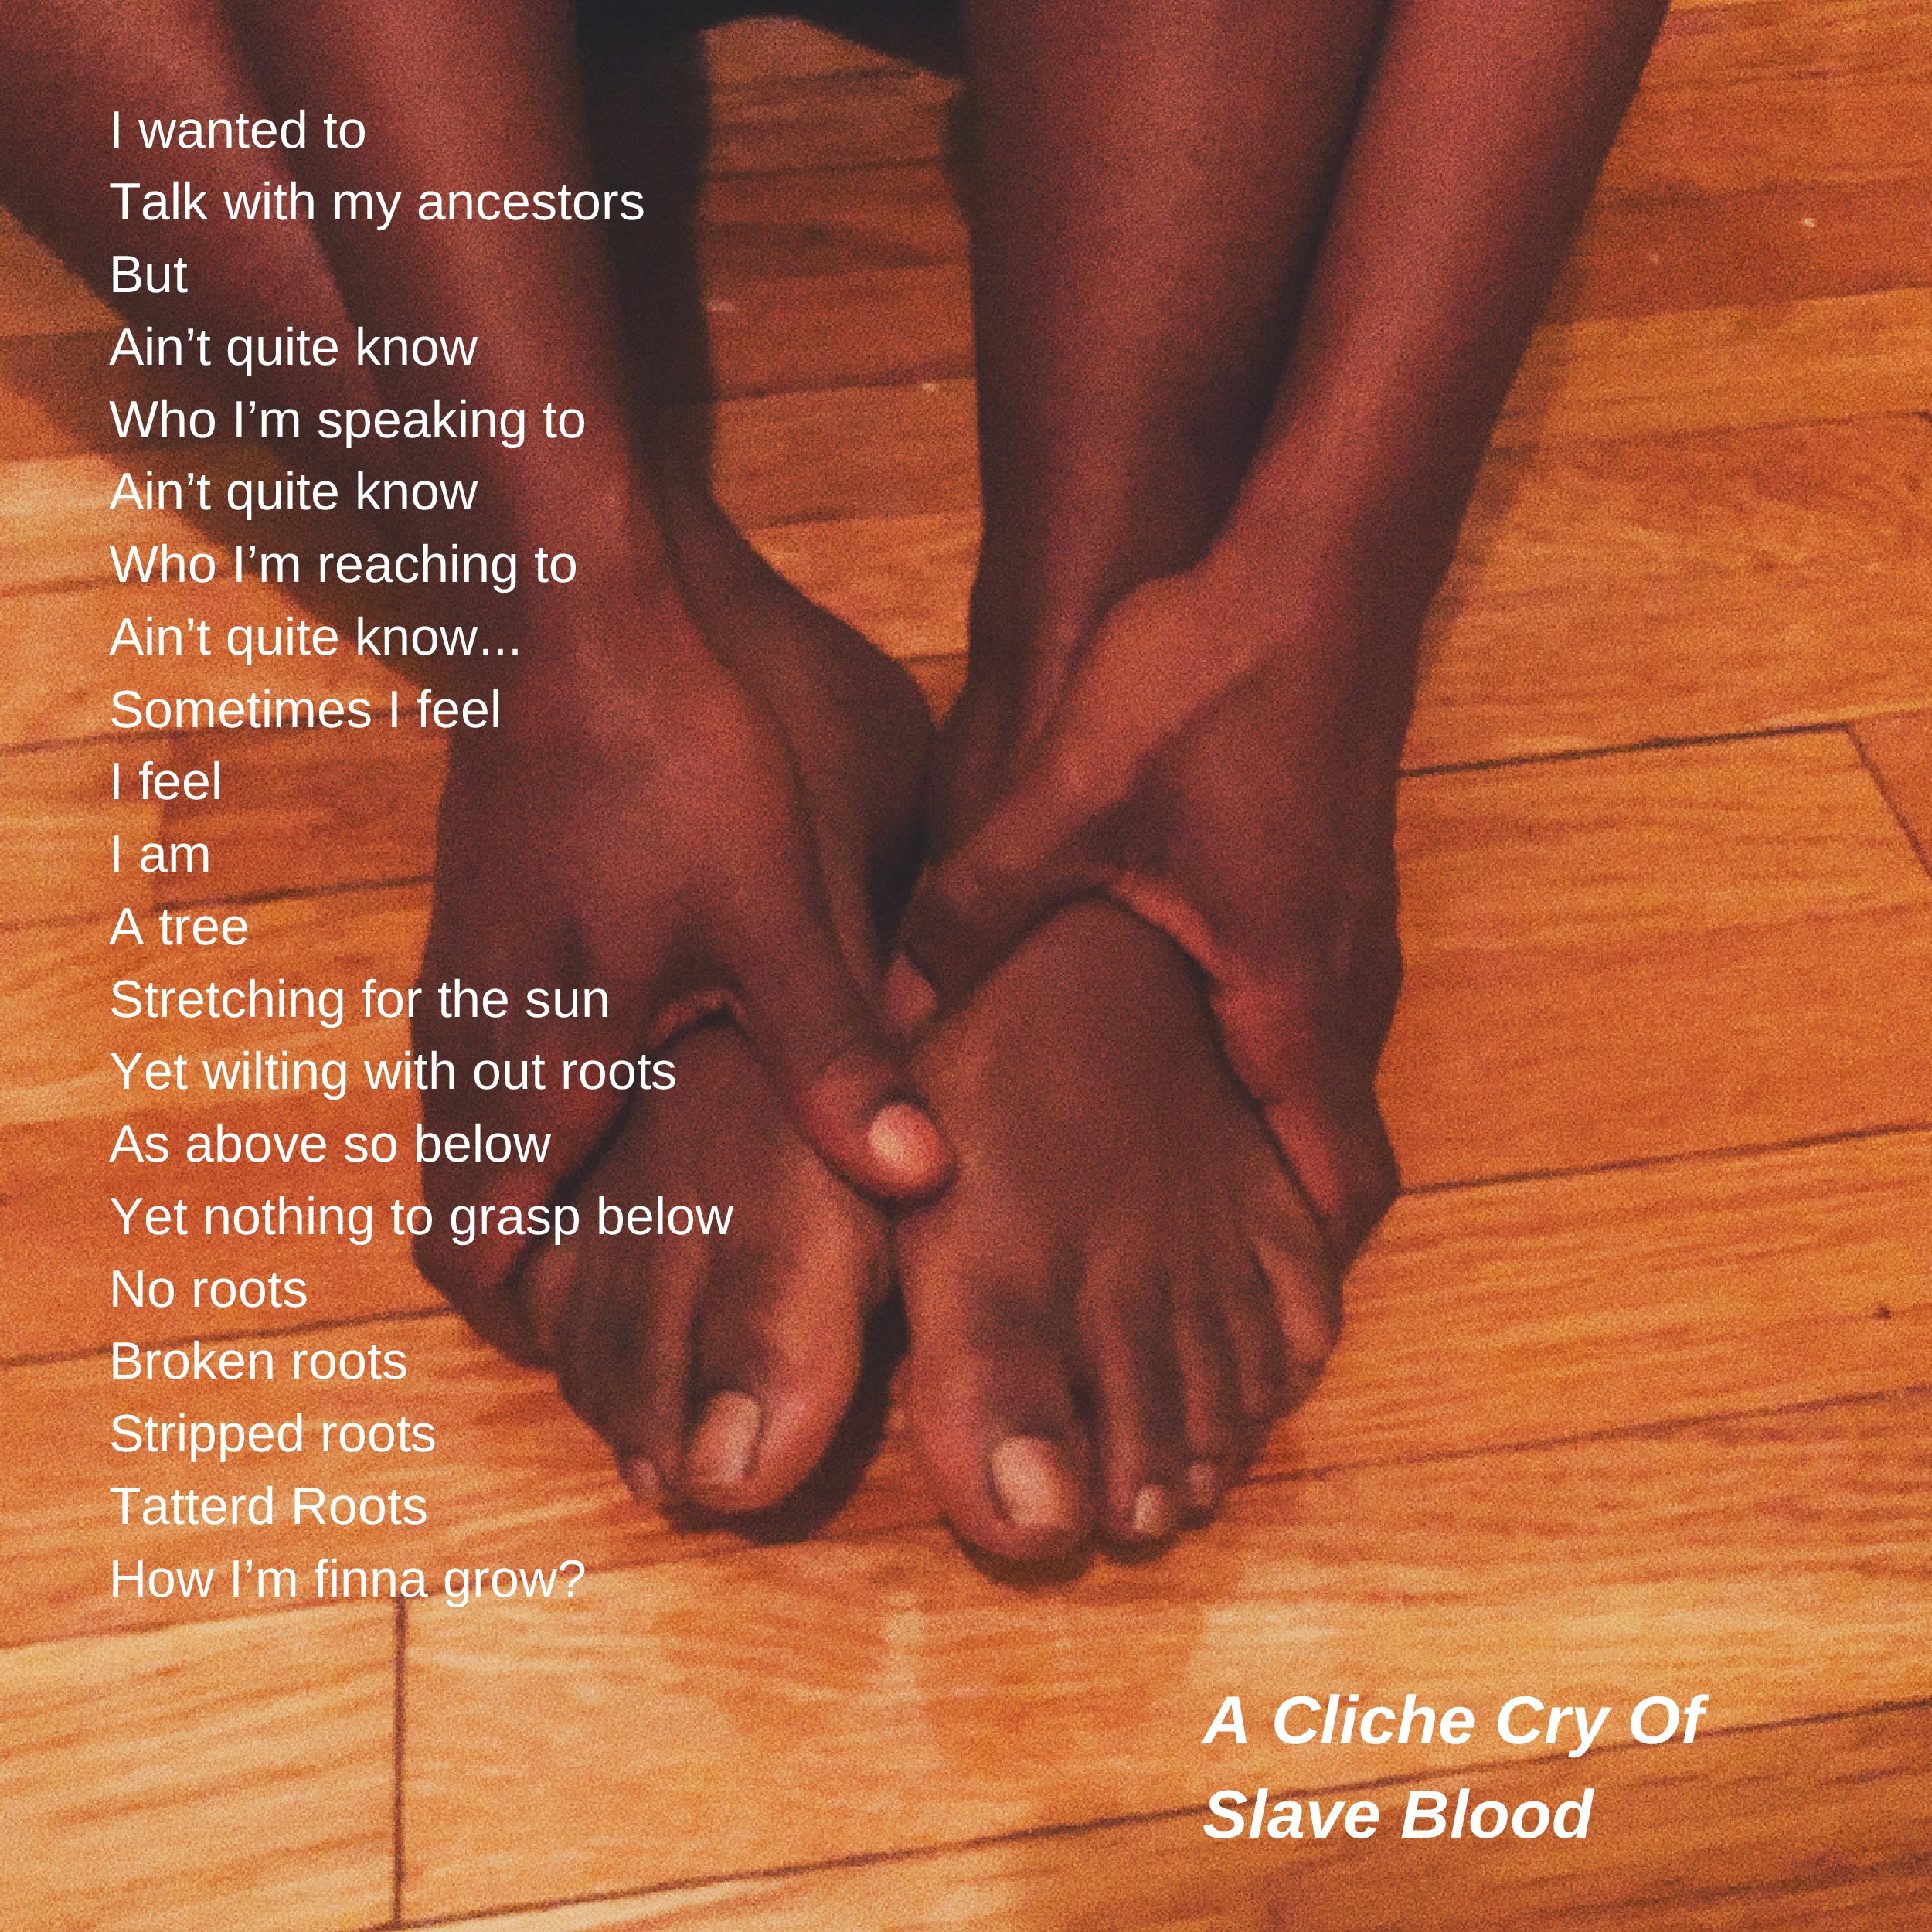 I wanted to
Talk with my ancestors
But
Ain’t quite know
Who I’m speaking to
Ain’t quite know
Who I’m reaching to
Ain’t quite know...
Sometimes I feel
I feel
I am
A tree
Stretching for the sun
Yet wilting with out roots
As above so below
Yet nothing to grasp below
No roots
Broken roots
Stripped roots
Tatterd Roots
How I’m finna grow?
A Cliche Cry Of
Slave Blood